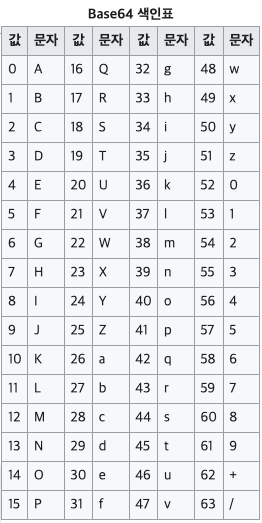 Base64 색인표
값 문자 값 문자 값 문자 값 문자
0 A 16 Q 32 g 48 w
1 B 17 R 33 h 49 x
2 C 18 S 34 i 50 y
3 D 19 T 35 j 51 z
4 E 20 U 36 k 52 0
5 F 21 V 37 l 53 1
6 G 22 W 38 m 54 2
7 H 23 X 39 n 55 3
8 I 24 Y 40 o 56 4
9 J 25 Z 41 p 57 5
10 K 26 a 42 q 58 6
11 L 27 b 43 r 59 7
12 M 28 c 44 s 60 8
13 N 29 d 45 t 61 9
14 O 30 e 46 u 62 +
15 P 31 f 47 v 63 /